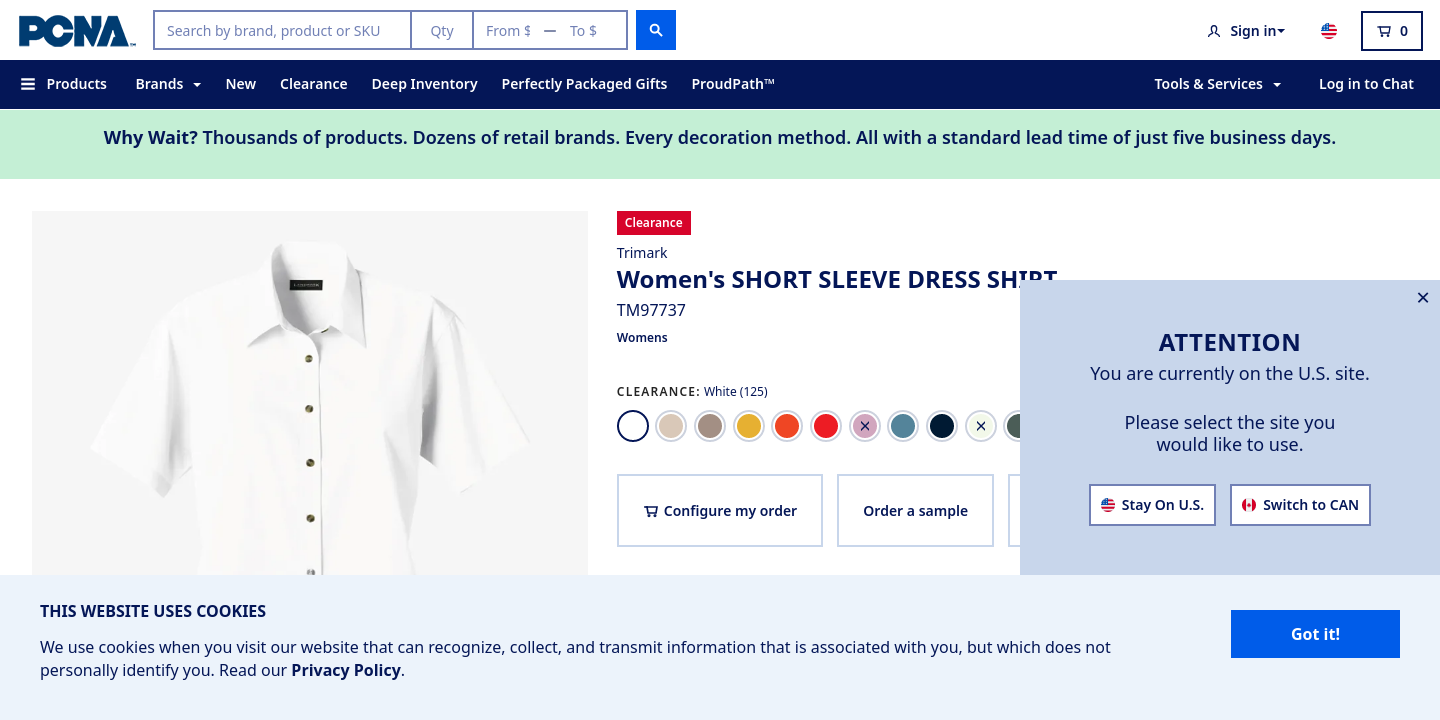 PCNA™
Search by brand, product or SKU
Qty
From $ — To $
Sign in
0
Products
Brands
New
Clearance
Deep Inventory
Perfectly Packaged Gifts
ProudPath™
Tools & Services
Log in to Chat
Why Wait? Thousands of products. Dozens of retail brands. Every decoration method. All with a standard lead time of just five business days.
Clearance
Trimark
Women's SHORT SLEEVE DRESS SHIRT
TM97737
Womens
CLEARANCE: White (125)
Configure my order
Order a sample
ATTENTION
You are currently on the U.S. site.
Please select the site you
would like to use.
Stay On U.S.
Switch to CAN
THIS WEBSITE USES COOKIES
We use cookies when you visit our website that can recognize, collect, and transmit information that is associated with you, but which does not
personally identify you. Read our Privacy Policy.
Got it!